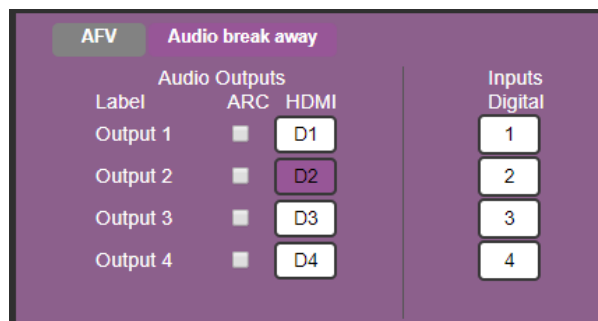 AFV Audio break away
Audio Outputs Inputs
Label ARC HDMI Digital
Output 1 D1 1
Output 2 D2 2
Output 3 D3 3
Output 4 D4 4